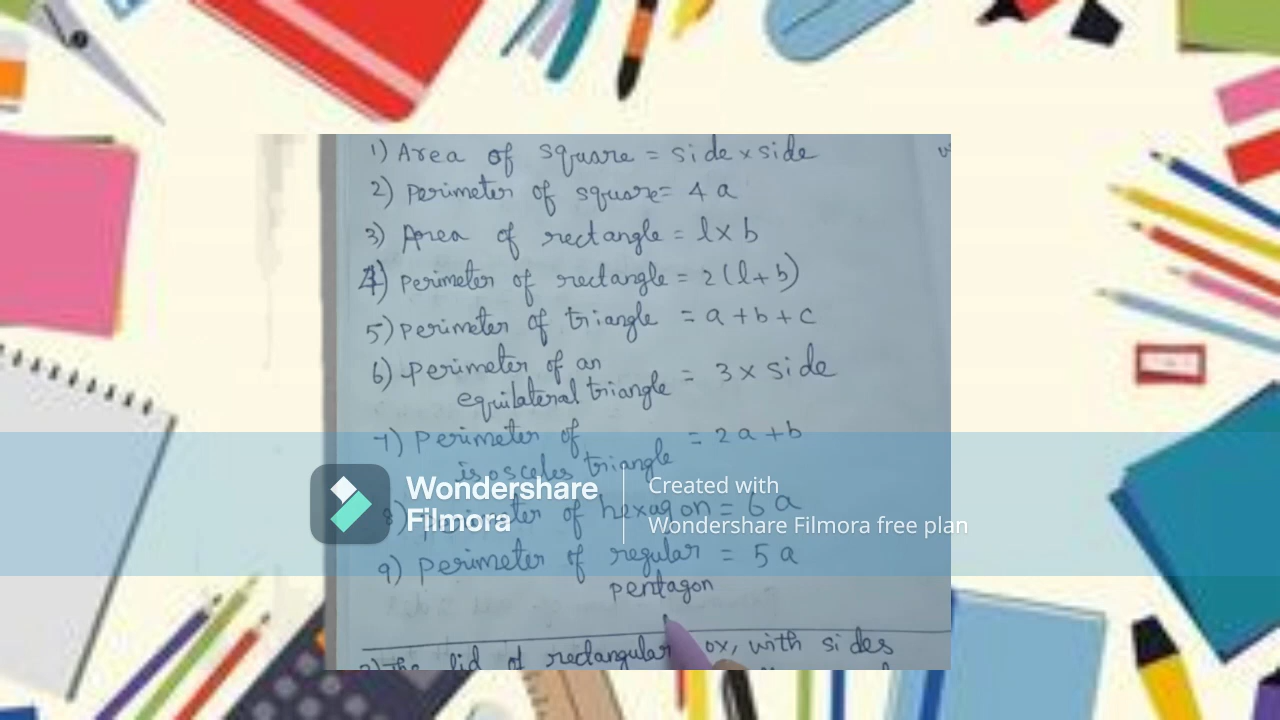 1) Area of square = side x side
2) perimeter of square = 4 a
3) Area of rectangle = l x b
4) perimeter of rectangle = 2(l+b)
5) perimeter of triangle = a + b + c
6) perimeter of an
equilateral triangle = 3 x side
7) perimeter of
isosceles triangle = 2a + b
Wondershare
Filmora
Created with
Wondershare Filmora free plan
8) perimeter of hexagon = 6 a
9) perimeter of regular = 5 a
pentagon
the lid of rectangular ox, with sides